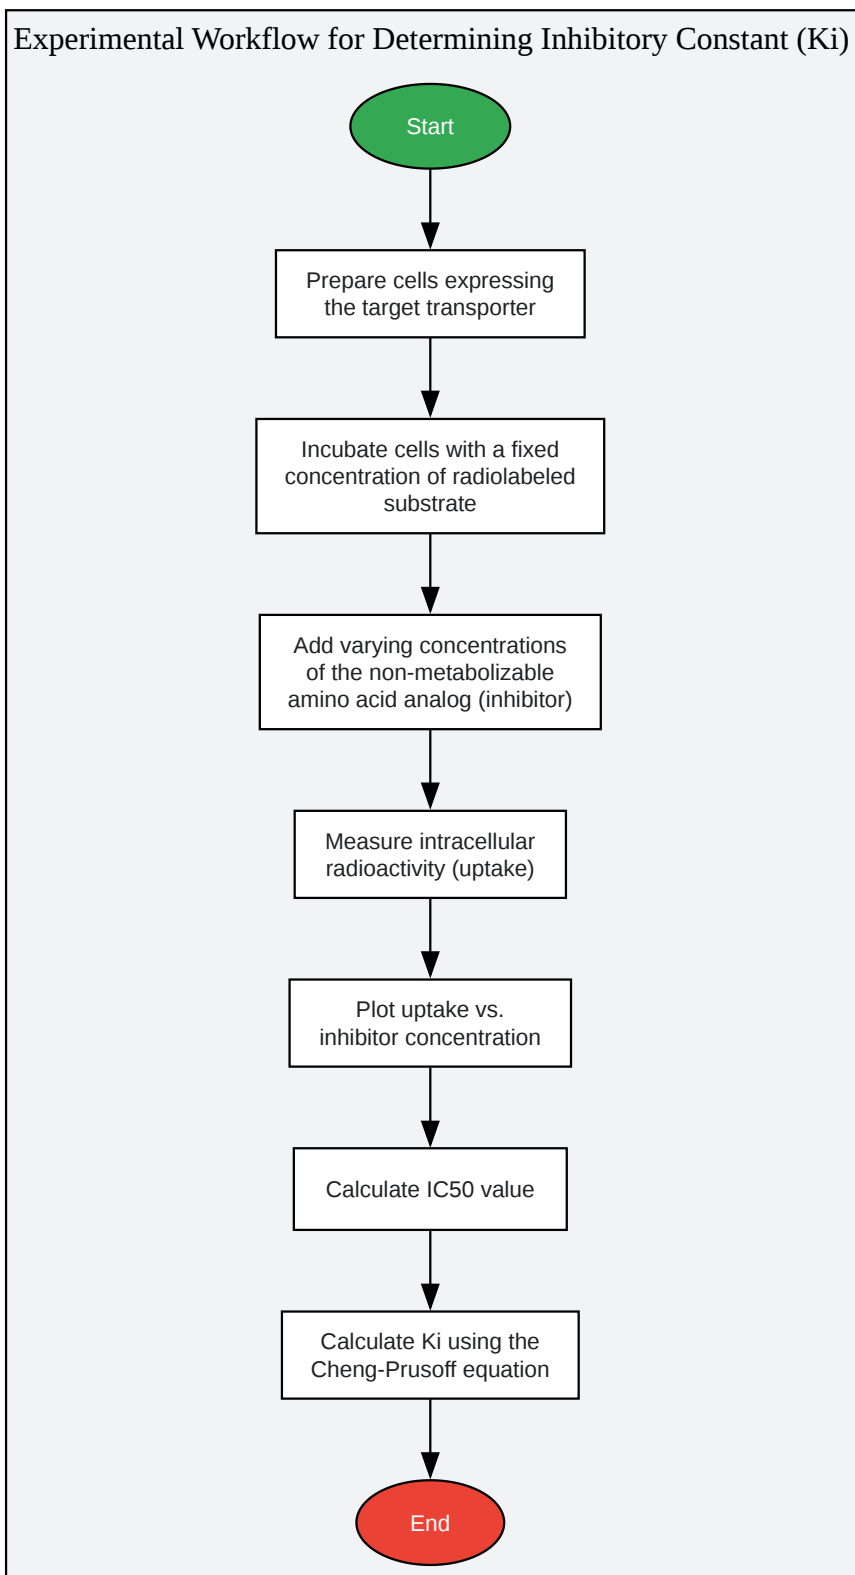 Experimental Workflow for Determining Inhibitory Constant (Ki)
Start
Prepare cells expressing
the target transporter
Incubate cells with a fixed
concentration of radiolabeled
substrate
Add varying concentrations
of the non-metabolizable
amino acid analog (inhibitor)
Measure intracellular
radioactivity (uptake)
Plot uptake vs.
inhibitor concentration
Calculate IC50 value
Calculate Ki using the
Cheng-Prusoff equation
End